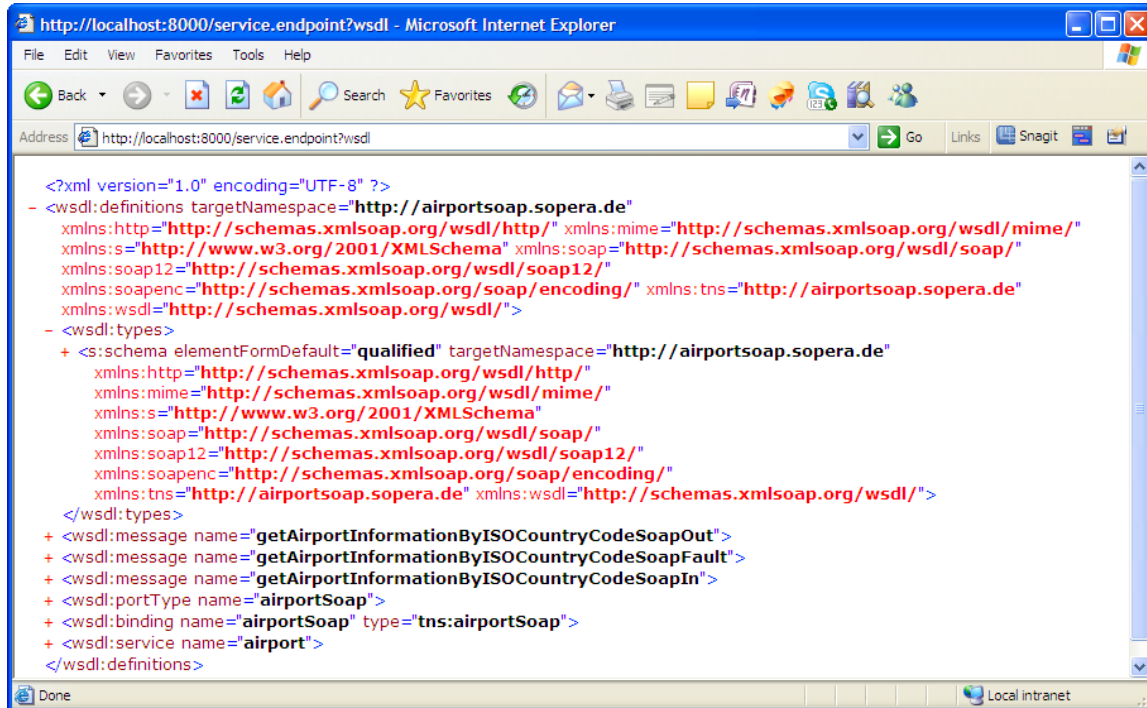 http://localhost:8000/service.endpoint?wsdl - Microsoft Internet Explorer
File Edit View Favorites Tools Help
Back Search Favorites
Address http://localhost:8000/service.endpoint?wsdl Go Links Snagit
<?xml version="1.0" encoding="UTF-8" ?>
- <wsdl:definitions targetNamespace="http://airportsoap.sopera.de"
xmlns:http="http://schemas.xmlsoap.org/wsdl/http/" xmlns:mime="http://schemas.xmlsoap.org/wsdl/mime/"
xmlns:s="http://www.w3.org/2001/XMLSchema" xmlns:soap="http://schemas.xmlsoap.org/wsdl/soap/"
xmlns:soap12="http://schemas.xmlsoap.org/wsdl/soap12/"
xmlns:soapenc="http://schemas.xmlsoap.org/soap/encoding/" xmlns:tns="http://airportsoap.sopera.de"
xmlns:wsdl="http://schemas.xmlsoap.org/wsdl/">
- <wsdl:types>
+ <s:schema elementFormDefault="qualified" targetNamespace="http://airportsoap.sopera.de"
xmlns:http="http://schemas.xmlsoap.org/wsdl/http/"
xmlns:mime="http://schemas.xmlsoap.org/wsdl/mime/"
xmlns:s="http://www.w3.org/2001/XMLSchema"
xmlns:soap="http://schemas.xmlsoap.org/wsdl/soap/"
xmlns:soap12="http://schemas.xmlsoap.org/wsdl/soap12/"
xmlns:soapenc="http://schemas.xmlsoap.org/soap/encoding/"
xmlns:tns="http://airportsoap.sopera.de" xmlns:wsdl="http://schemas.xmlsoap.org/wsdl/">
</wsdl:types>
+ <wsdl:message name="getAirportInformationByISOCountryCodeSoapOut">
+ <wsdl:message name="getAirportInformationByISOCountryCodeSoapFault">
+ <wsdl:message name="getAirportInformationByISOCountryCodeSoapIn">
+ <wsdl:portType name="airportSoap">
+ <wsdl:binding name="airportSoap" type="tns:airportSoap">
+ <wsdl:service name="airport">
</wsdl:definitions>
Done Local intranet